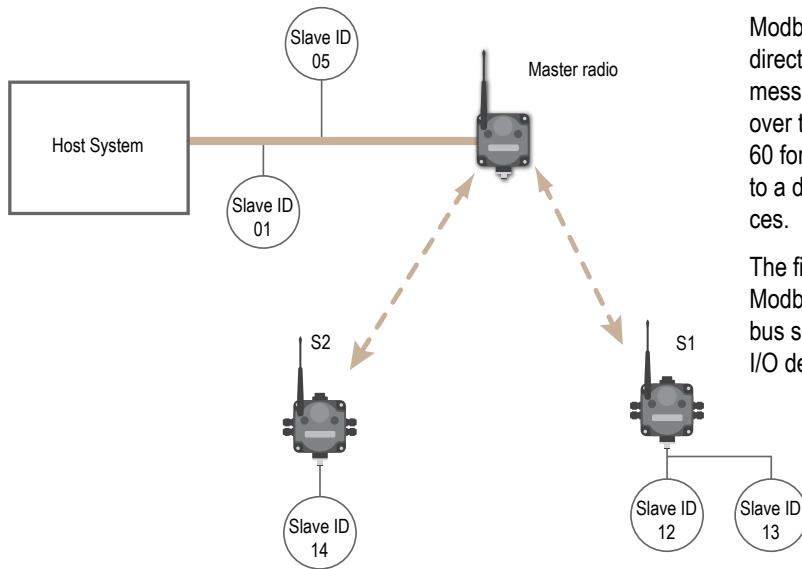 Slave ID
05
Master radio
Host System
Slave ID
01
S2
S1
Slave ID
14
Slave ID
12
Slave ID
13
Modb
direct
mess
over t
60 for
to a d
ces.
The fi
Modb
bus s
I/O de